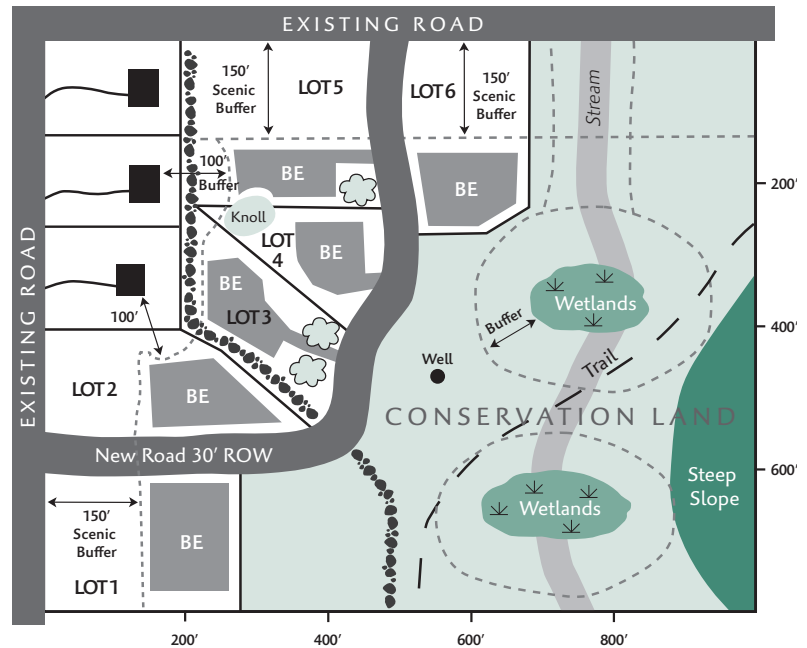 EXISTING ROAD
EXISTING ROAD
150’
Scenic
Buffer
LOT 5
LOT 6
150’
Scenic
Buffer
Stream
100’
Buffer
BE
BE
200’
Knoll
LOT
4
BE
BE
LOT 3
Wetlands
100’
Buffer
400’
Well
Trail
LOT 2
BE
CONSERVATION LAND
New Road 30’ ROW
600’
Steep
Slope
150’
Scenic
Buffer
BE
Wetlands
LOT 1
200’
400’
600’
800’